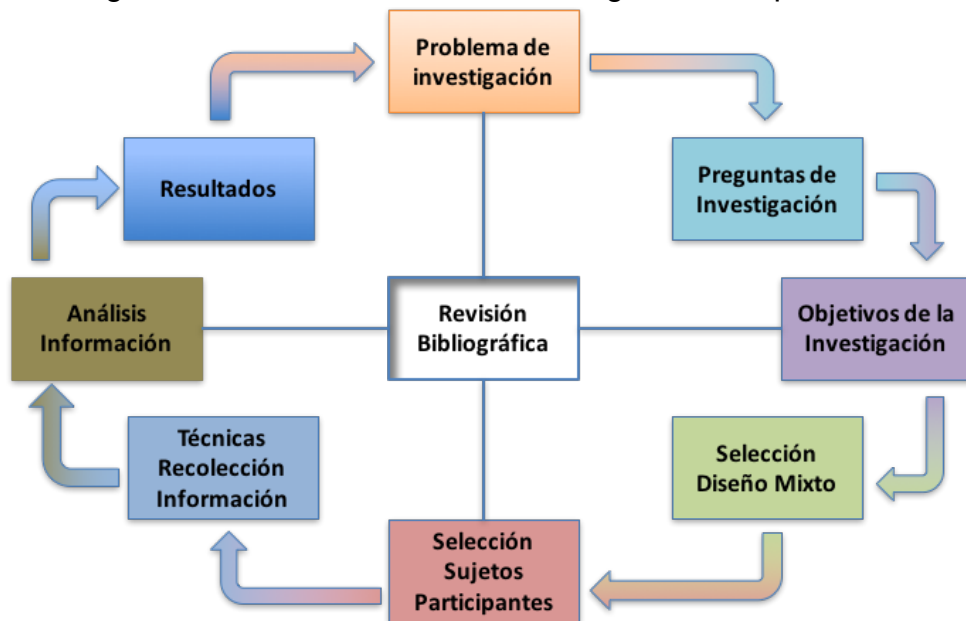 Problema de
investigación
Preguntas de
Investigación
Objetivos de la
Investigación
Selección
Diseño Mixto
Selección
Sujetos
Participantes
Técnicas
Recolección
Información
Análisis
Información
Resultados
Revisión
Bibliográfica